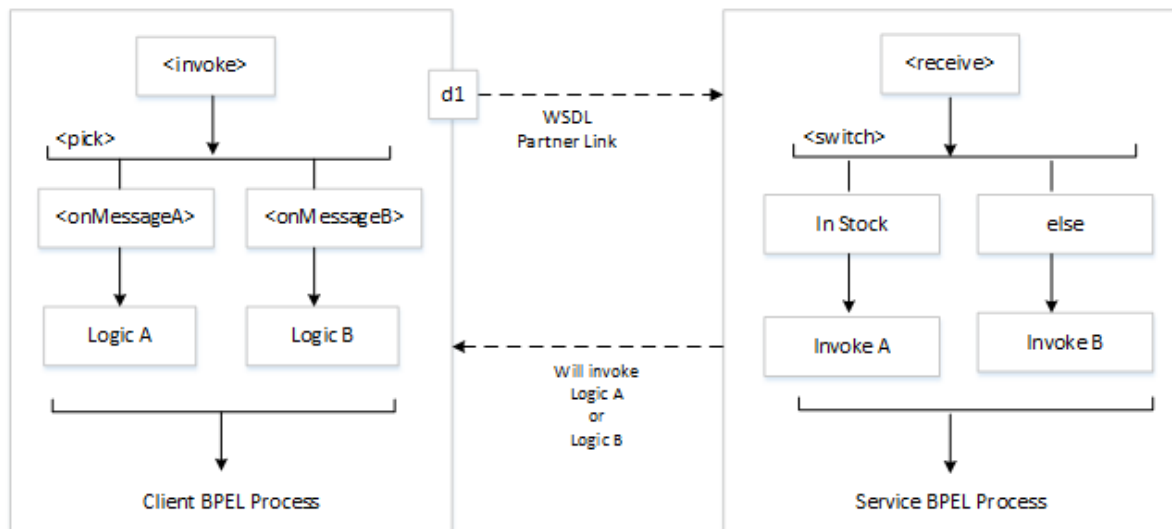 <invoke>
<pick>
<onMessageA>
<onMessageB>
Logic A
Logic B
Client BPEL Process
d1
WSDL
Partner Link
Will invoke
Logic A
or
Logic B
<receive>
<switch>
In Stock
else
Invoke A
Invoke B
Service BPEL Process